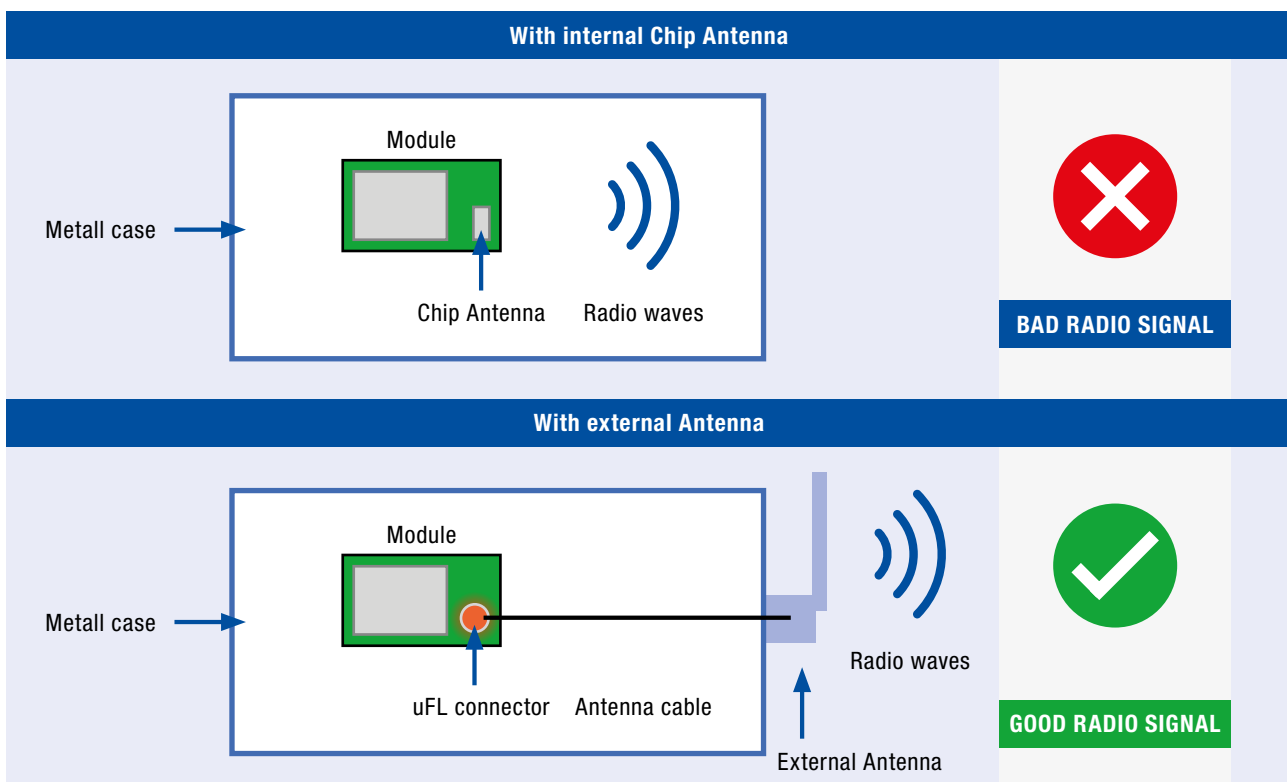 With internal Chip Antenna
Module
Metall case
Chip Antenna
Radio waves
BAD RADIO SIGNAL
With external Antenna
Module
Metall case
Radio waves
uFL connector
Antenna cable
GOOD RADIO SIGNAL
External Antenna